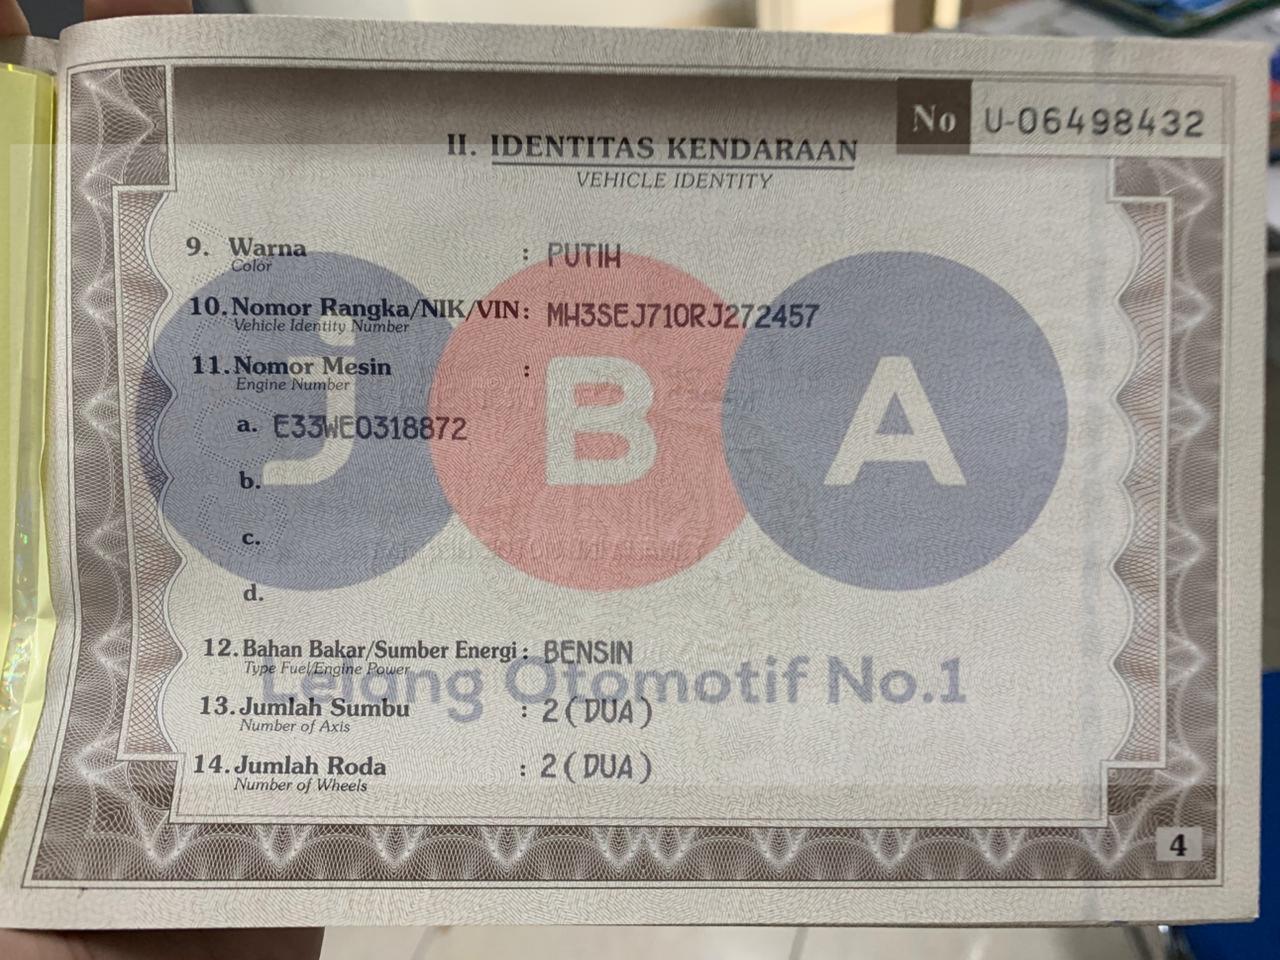 No U-06498432
II. IDENTITAS KENDARAAN
VEHICLE IDENTITY
9. Warna : PUTIH
Color
10. Nomor Rangka/NIK/VIN : MH3SEJ710RJ272457
Vehicle Identity Number
11. Nomor Mesin :
Engine Number
a. E33WE0318872
b.
c.
d.
jBA
12. Bahan Bakar/Sumber Energi : BENSIN
Type Fuel/Engine Power
Lelang Otomotif No.1
13. Jumlah Sumbu : 2 ( DUA )
Number of Axis
14. Jumlah Roda : 2 ( DUA )
Number of Wheels
4